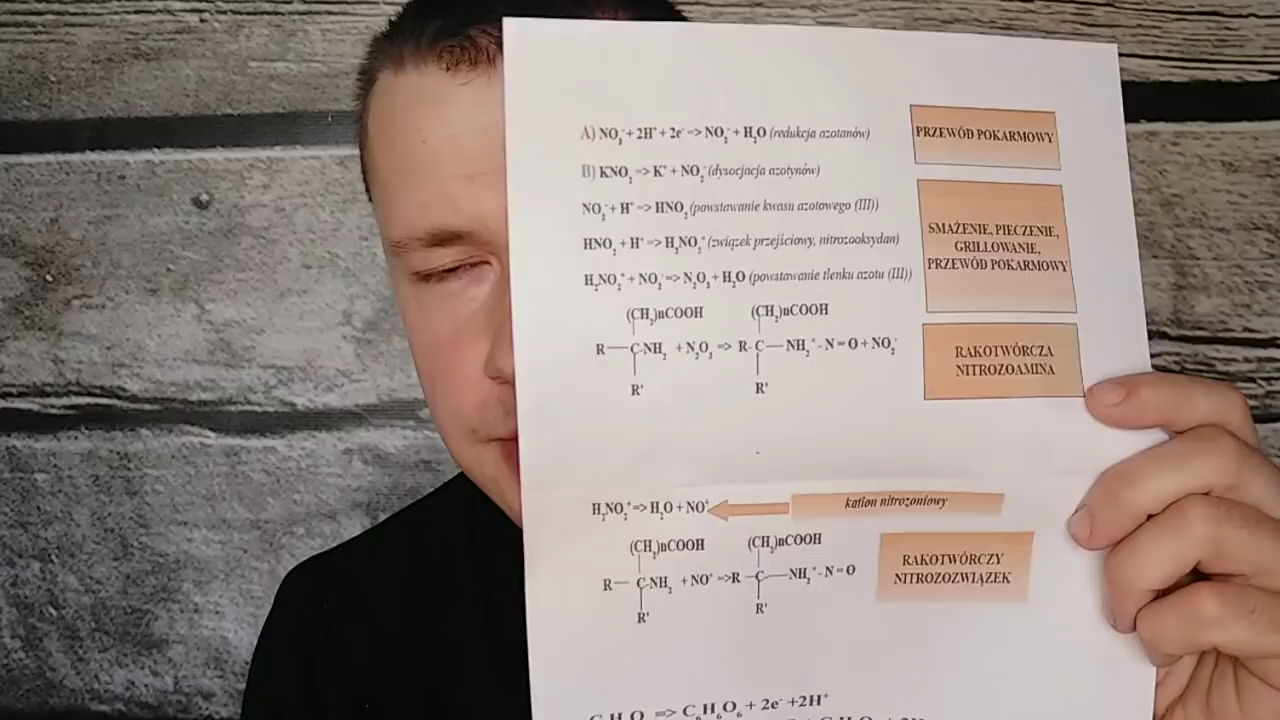 A) NO₃⁻ + 2H⁺ + 2e⁻ => NO₂⁻ + H₂O (redukcja azotanów)
PRZEWÓD POKARMOWY
B) KNO₂ => K⁺ + NO₂⁻ (dysocjacja azotynów)
NO₂⁻ + H⁺ => HNO₂ (powstawanie kwasu azotowego (III))
HNO₂ + H⁺ => H₂NO₂⁺ (związek przejściowy, nitrozooksydan)
H₂NO₂⁺ + NO₂⁻ => N₂O₃ + H₂O (powstawanie tlenku azotu (III))
SMAŻENIE, PIECZENIE,
GRILLOWANIE,
PRZEWÓD POKARMOWY
(CH₂)nCOOH (CH₂)nCOOH
R—C-NH₂ + N₂O₃ => R-C—NH₂⁺-N=O + NO₂⁻
R' R'
RAKOTWÓRCZA
NITROZOAMINA
H₂NO₂⁺ => H₂O + NO⁺
kation nitrozoniowy
(CH₂)nCOOH (CH₂)nCOOH
R—C-NH₂ + NO⁺ => R—C—NH₂⁺-N=O
R' R'
RAKOTWÓRCZY
NITROZOZWIĄZEK
=> C₆H₆O₆ + 2e⁻ + 2H⁺